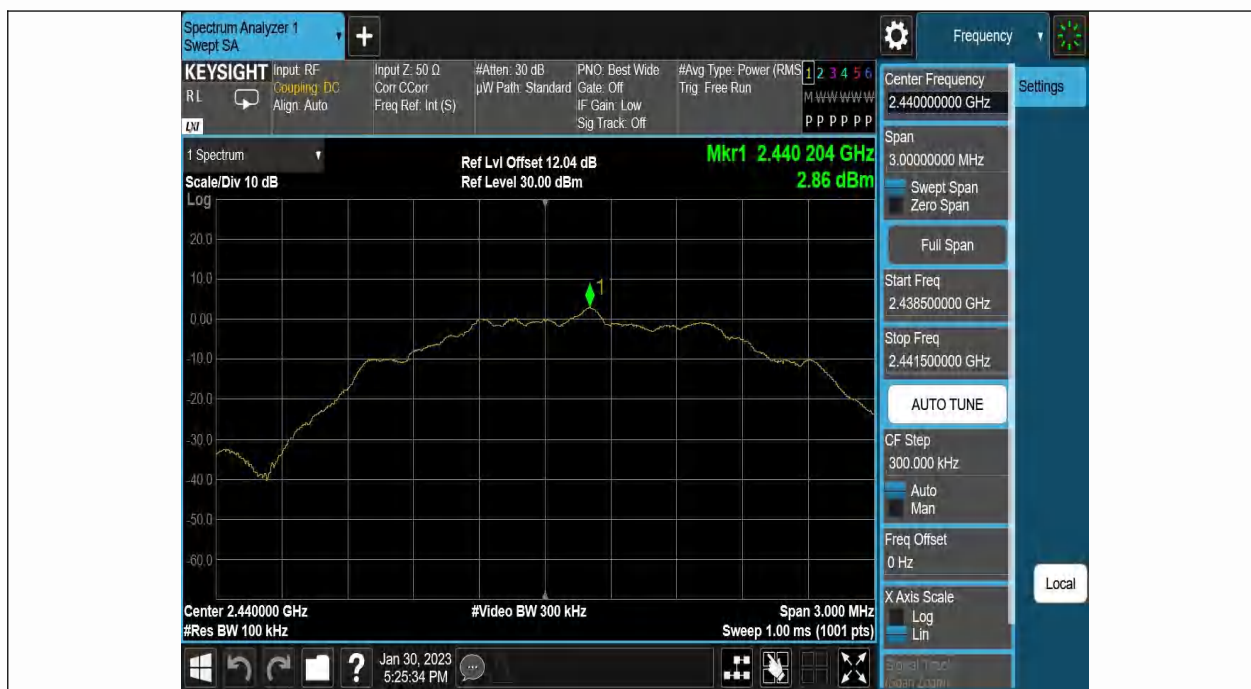 Spectrum Analyzer 1
Swept SA
+
Frequency
KEYSIGHT
RL
LXI
Input: RF
Coupling: DC
Align: Auto
Input Z: 50 Ω
Corr CCorr
Freq Ref: Int (S)
#Atten: 30 dB
µW Path: Standard
PNO: Best Wide
Gate: Off
IF Gain: Low
Sig Track: Off
#Avg Type: Power (RMS
Trig: Free Run
1 2 3 4 5 6
M W W W W W
P P P P P P
1 Spectrum
Scale/Div 10 dB
Log
Ref Lvl Offset 12.04 dB
Ref Level 30.00 dBm
Mkr1 2.440 204 GHz
2.86 dBm
1
20.0
10.0
0.00
-10.0
-20.0
-30.0
-40.0
-50.0
-60.0
Center 2.440000 GHz
#Res BW 100 kHz
#Video BW 300 kHz
Span 3.000 MHz
Sweep 1.00 ms (1001 pts)
Center Frequency
2.440000000 GHz
Settings
Span
3.00000000 MHz
Swept Span
Zero Span
Full Span
Start Freq
2.438500000 GHz
Stop Freq
2.441500000 GHz
AUTO TUNE
CF Step
300.000 kHz
Auto
Man
Freq Offset
0 Hz
X Axis Scale
Log
Lin
Signal Track
(Span Zoom)
Local
?
Jan 30, 2023
5:25:34 PM